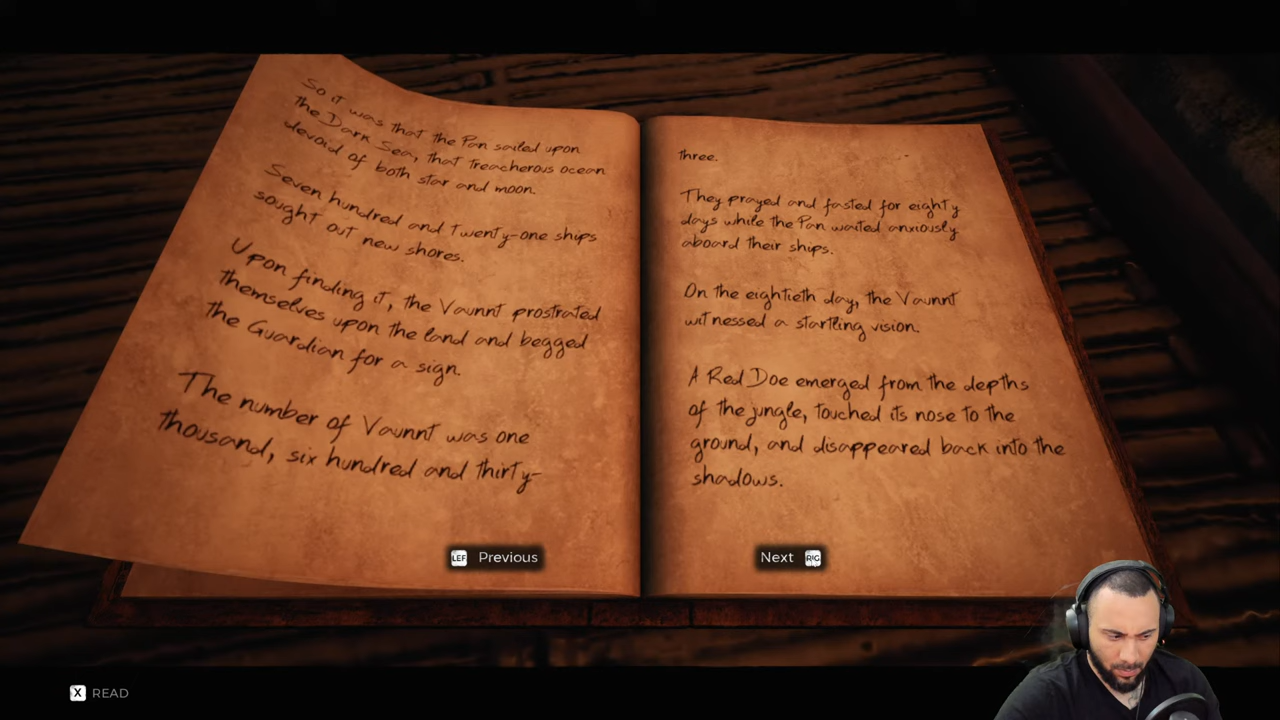 So it was that the Pan sailed upon
the Dark Sea, that treacherous ocean
devoid of both star and moon.
Seven hundred and twenty-one ships
sought out new shores.
Upon finding it, the Vaunnt prostrated
themselves upon the land and begged
the Guardian for a sign.
The number of Vaunnt was one
thousand, six hundred and thirty-
three.
They prayed and fasted for eighty
days while the Pan waited anxiously
aboard their ships.
On the eightieth day, the Vaunnt
witnessed a startling vision.
A Red Doe emerged from the depths
of the jungle, touched its nose to the
ground, and disappeared back into the
shadows.
LEF Previous
Next RIG
X READ